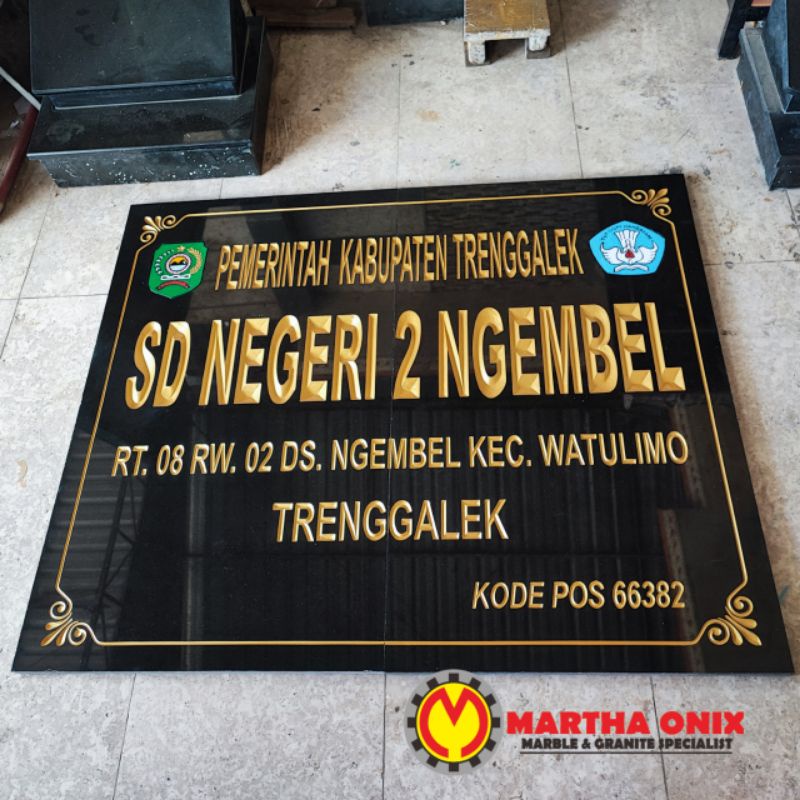 PEMERINTAH KABUPATEN TRENGGALEK
SD NEGERI 2 NGEMBEL
RT. 08 RW. 02 DS. NGEMBEL KEC. WATULIMO
TRENGGALEK
KODE POS 66382
MARTHA ONIX
MARBLE & GRANITE SPECIALIST